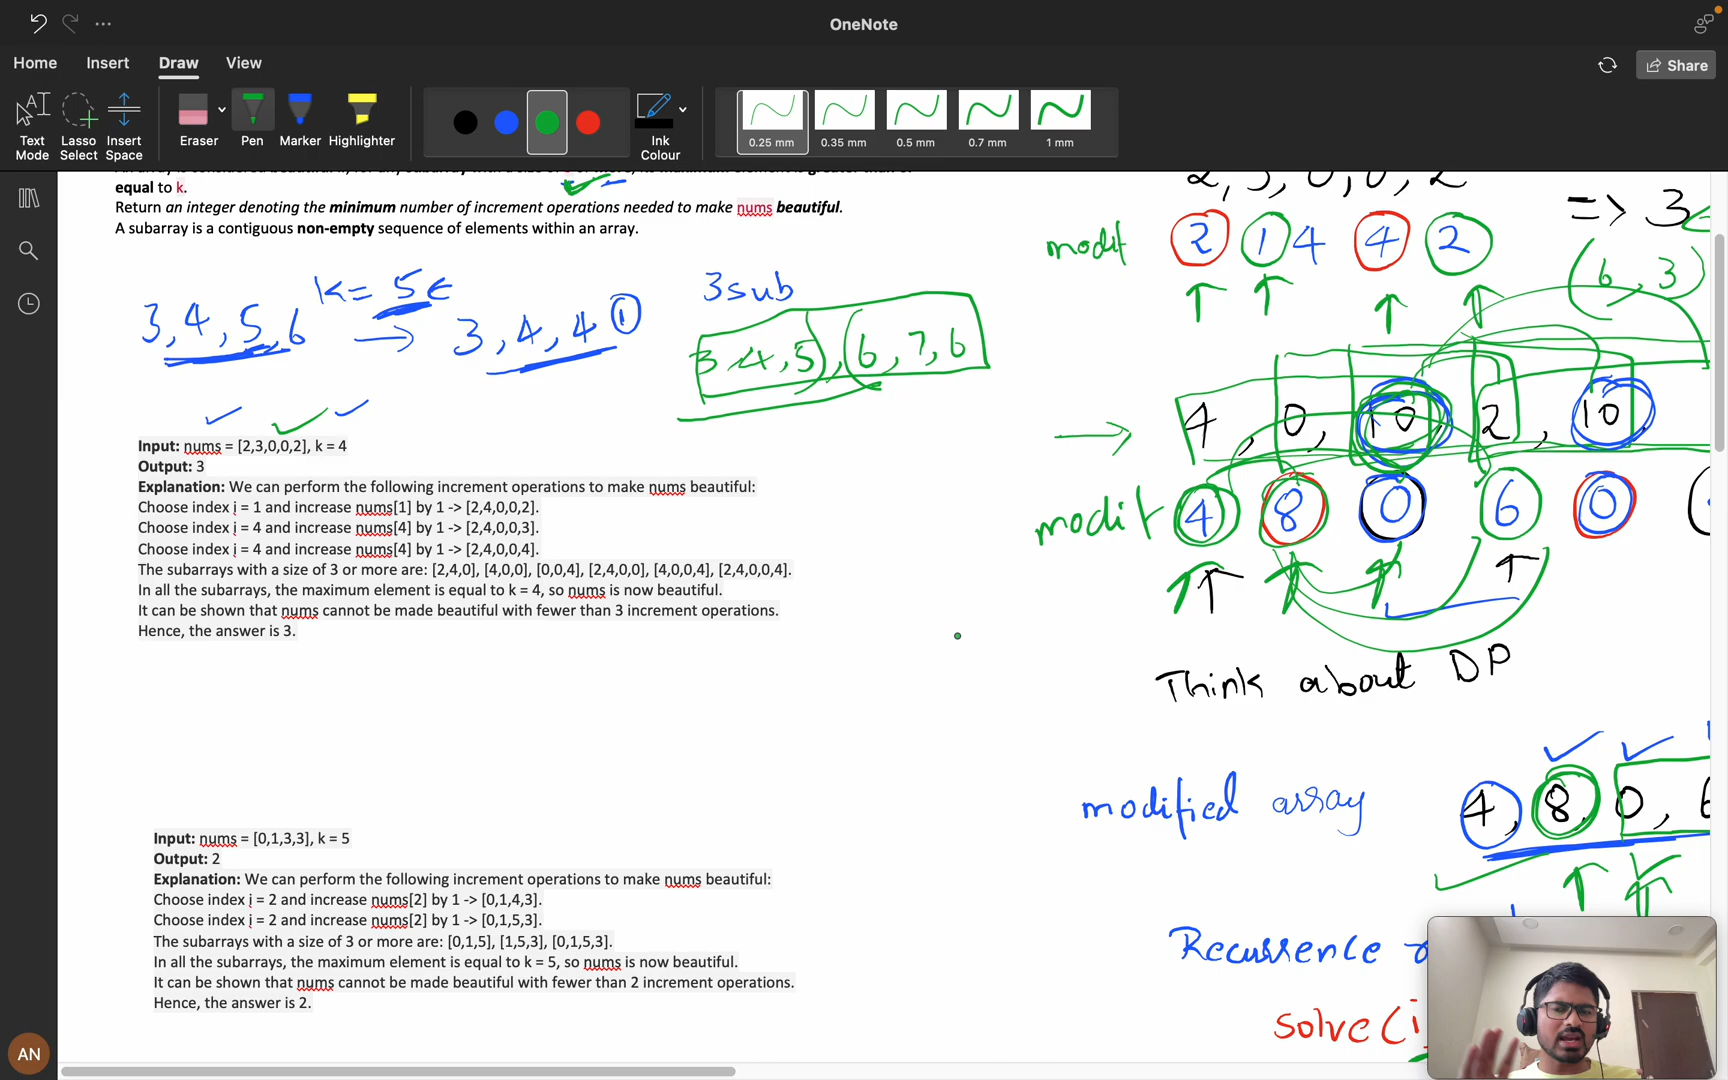 OneNote
Home Insert Draw View
Share
Text Mode
Lasso Select
Insert Space
Eraser
Pen
Marker
Highlighter
Ink Colour
0.25 mm
0.35 mm
0.5 mm
0.7 mm
1 mm
equal to k.
Return an integer denoting the minimum number of increment operations needed to make nums beautiful.
A subarray is a contiguous non-empty sequence of elements within an array.
K= 5
3,4,5,6 → 3,4,4 ①
3sub
3,4,5), (6,7,6
Input: nums = [2,3,0,0,2], k = 4
Output: 3
Explanation: We can perform the following increment operations to make nums beautiful:
Choose index i = 1 and increase nums[1] by 1 -> [2,4,0,0,2].
Choose index i = 4 and increase nums[4] by 1 -> [2,4,0,0,3].
Choose index i = 4 and increase nums[4] by 1 -> [2,4,0,0,4].
The subarrays with a size of 3 or more are: [2,4,0], [4,0,0], [0,0,4], [2,4,0,0], [4,0,0,4], [2,4,0,0,4].
In all the subarrays, the maximum element is equal to k = 4, so nums is now beautiful.
It can be shown that nums cannot be made beautiful with fewer than 3 increment operations.
Hence, the answer is 3.
Input: nums = [0,1,3,3], k = 5
Output: 2
Explanation: We can perform the following increment operations to make nums beautiful:
Choose index i = 2 and increase nums[2] by 1 -> [0,1,4,3].
Choose index i = 2 and increase nums[2] by 1 -> [0,1,5,3].
The subarrays with a size of 3 or more are: [0,1,5], [1,5,3], [0,1,5,3].
In all the subarrays, the maximum element is equal to k = 5, so nums is now beautiful.
It can be shown that nums cannot be made beautiful with fewer than 2 increment operations.
Hence, the answer is 2.
2, 3, 0, 0, 2
=> 3
modit 2 1 4 4 2
(6, 3)
→ 4, 0, 10, 2, 10
modit 4 8 0 6 0
Think about DP
modified array 4, 8, 0, 6
Recurrence
solve(i
AN